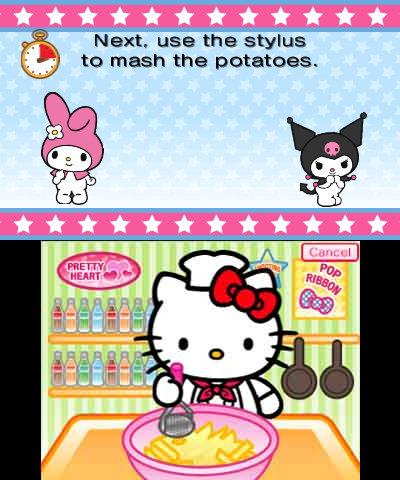 Next, use the stylus
to mash the potatoes.
Cancel
PRETTY
HEART
POP
RIBBON